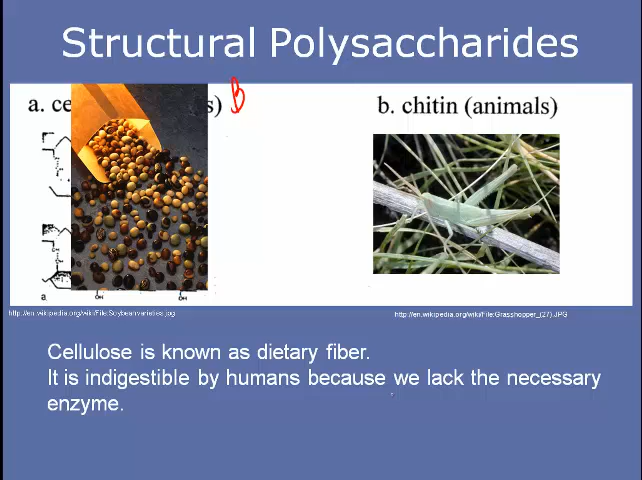 Structural Polysaccharides
a. ce s) B
b. chitin (animals)
OH
OH
a
http://en.wikipedia.org/wiki/File:Soybeanvarieties.jpg
http://en.wikipedia.org/wiki/File:Grasshopper_(27).JPG
Cellulose is known as dietary fiber.
It is indigestible by humans because we lack the necessary
enzyme.